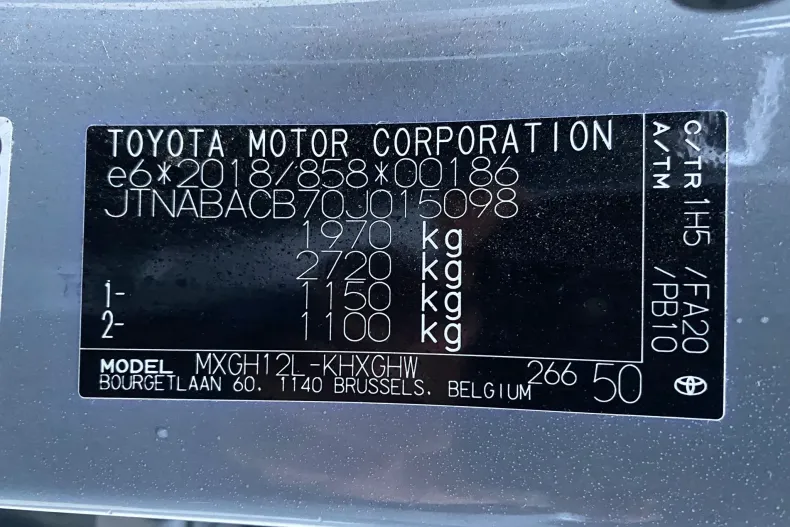 TOYOTA MOTOR CORPORATION
e6*2018/858*00186
JTNABACB70J015098
1970 kg
2720 kg
1- 1150 kg
2- 1100 kg
MODEL MXGH12L-KHXGHW
BOURGETLAAN 60. 1140 BRUSSELS. BELGIUM
266 50
C/TR 1H5 /FA20
A/TM /PB10